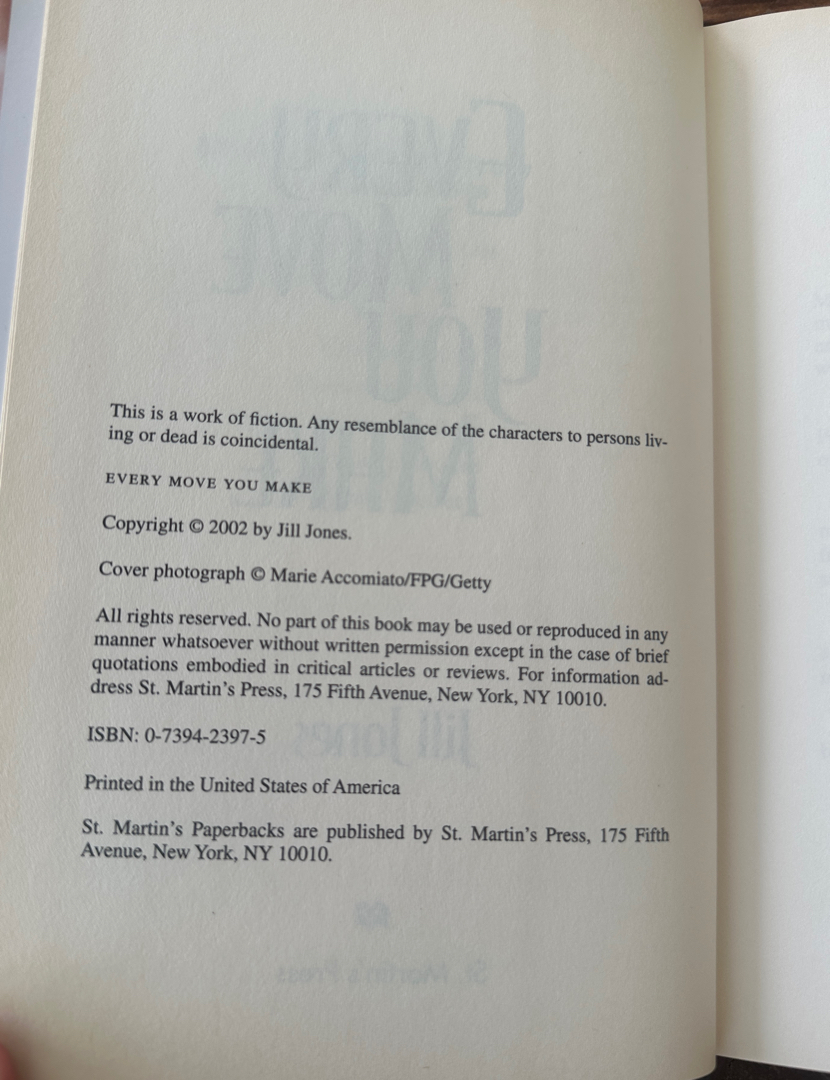 This is a work of fiction. Any resemblance of the characters to persons liv-
ing or dead is coincidental.
EVERY MOVE YOU MAKE
Copyright © 2002 by Jill Jones.
Cover photograph © Marie Accomiato/FPG/Getty
All rights reserved. No part of this book may be used or reproduced in any
manner whatsoever without written permission except in the case of brief
quotations embodied in critical articles or reviews. For information ad-
dress St. Martin's Press, 175 Fifth Avenue, New York, NY 10010.
ISBN: 0-7394-2397-5
Printed in the United States of America
St. Martin's Paperbacks are published by St. Martin's Press, 175 Fifth
Avenue, New York, NY 10010.